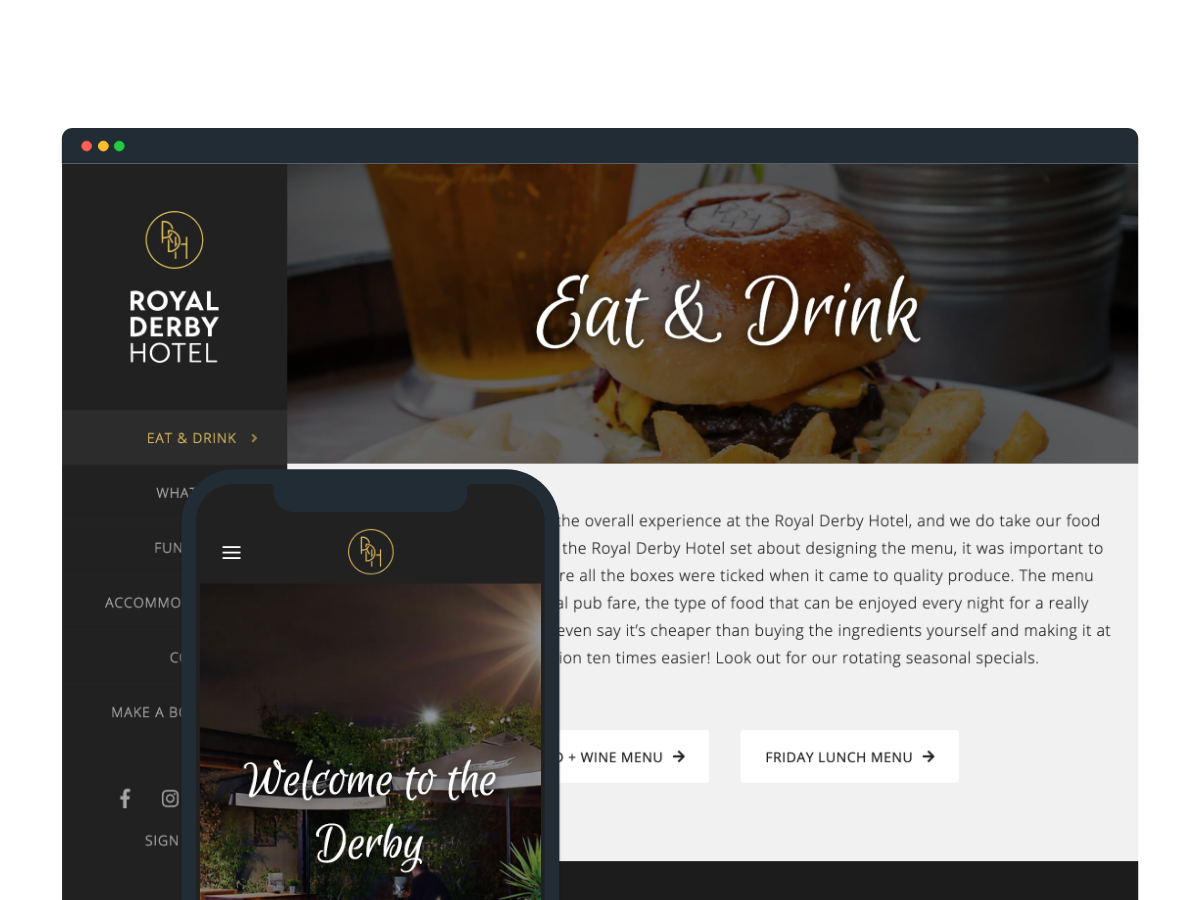 RDH
ROYAL
DERBY
HOTEL
Eat & Drink
EAT & DRINK
ACCOMMO
MAKE A
SIGN
the overall experience at the Royal Derby Hotel, and we do take our food
the Royal Derby Hotel set about designing the menu, it was important to
re all the boxes were ticked when it came to quality produce. The menu
al pub fare, the type of food that can be enjoyed every night for a really
even say it’s cheaper than buying the ingredients yourself and making it at
ion ten times easier! Look out for our rotating seasonal specials.
+ WINE MENU
FRIDAY LUNCH MENU
RDH
Welcome to the
Derby